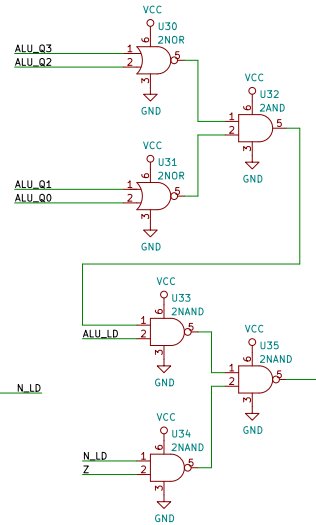 VCC
U30
2NOR
6
ALU_Q3 1
5
ALU_Q2 2
3
GND
VCC
U32
2AND
6
1
5
2
3
GND
VCC
U31
2NOR
6
ALU_Q1 1
5
ALU_Q0 2
3
GND
VCC
U33
2NAND
6
1
5
ALU_LD 2
3
GND
VCC
U35
2NAND
6
1
5
2
3
GND
N_LD
VCC
U34
2NAND
6
N_LD 1
5
Z 2
3
GND